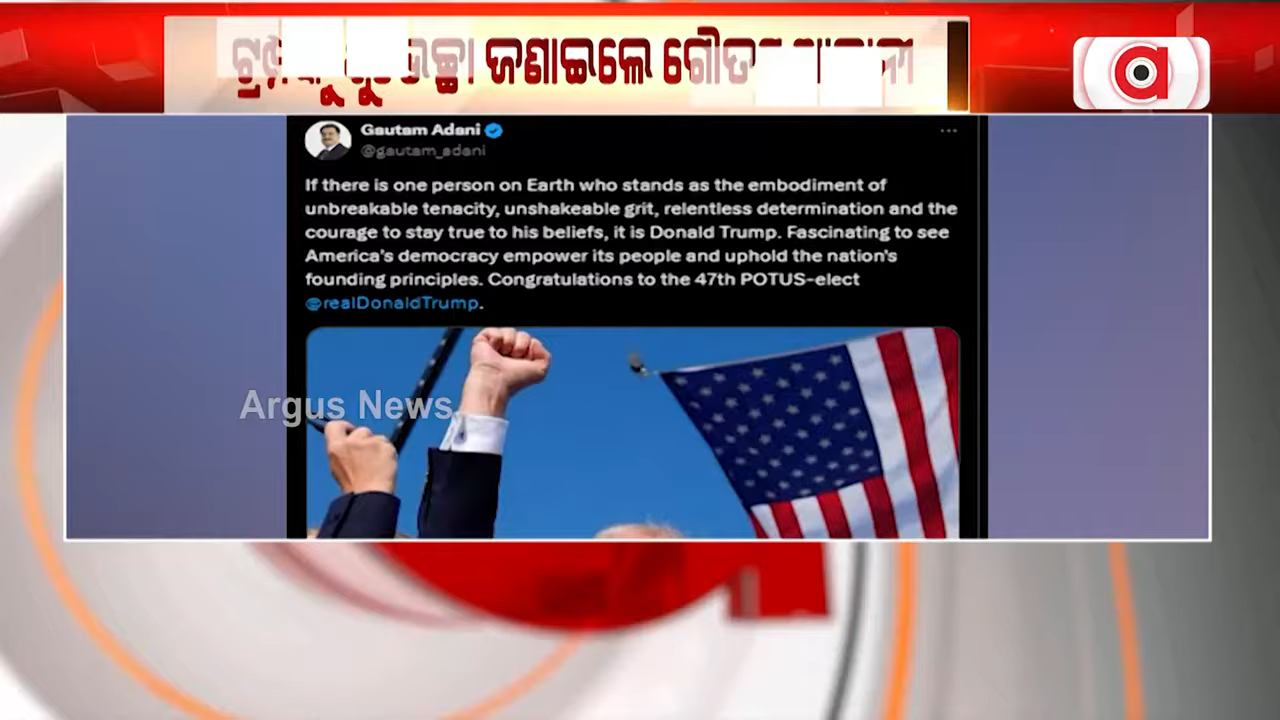 ଜଣାଇଲେ
Gautam Adani
@gautam_adani
If there is one person on Earth who stands as the embodiment of
unbreakable tenacity, unshakeable grit, relentless determination and the
courage to stay true to his beliefs, it is Donald Trump. Fascinating to see
America's democracy empower its people and uphold the nation's
founding principles. Congratulations to the 47th POTUS-elect
@realDonaldTrump.
Argus News